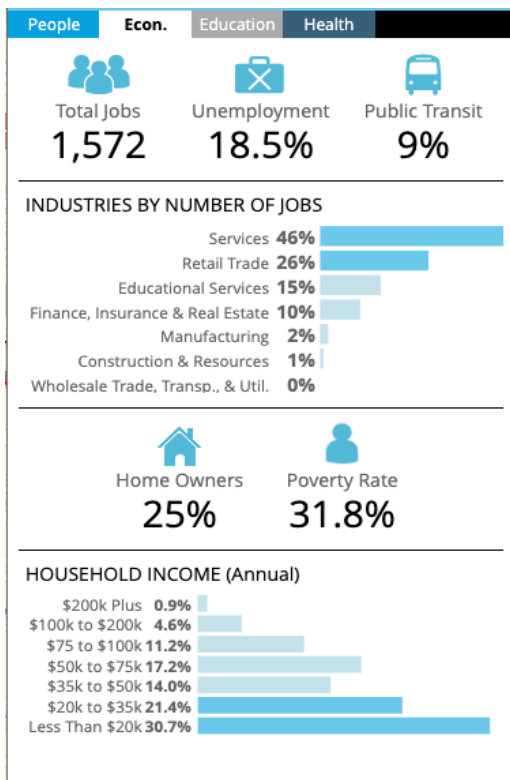 People Econ. Education Health
Total Jobs Unemployment Public Transit
1,572 18.5% 9%
INDUSTRIES BY NUMBER OF JOBS
Services 46%
Retail Trade 26%
Educational Services 15%
Finance, Insurance & Real Estate 10%
Manufacturing 2%
Construction & Resources 1%
Wholesale Trade, Transp., & Util. 0%
Home Owners Poverty Rate
25% 31.8%
HOUSEHOLD INCOME (Annual)
$200k Plus 0.9%
$100k to $200k 4.6%
$75 to $100k 11.2%
$50k to $75k 17.2%
$35k to $50k 14.0%
$20k to $35k 21.4%
Less Than $20k 30.7%